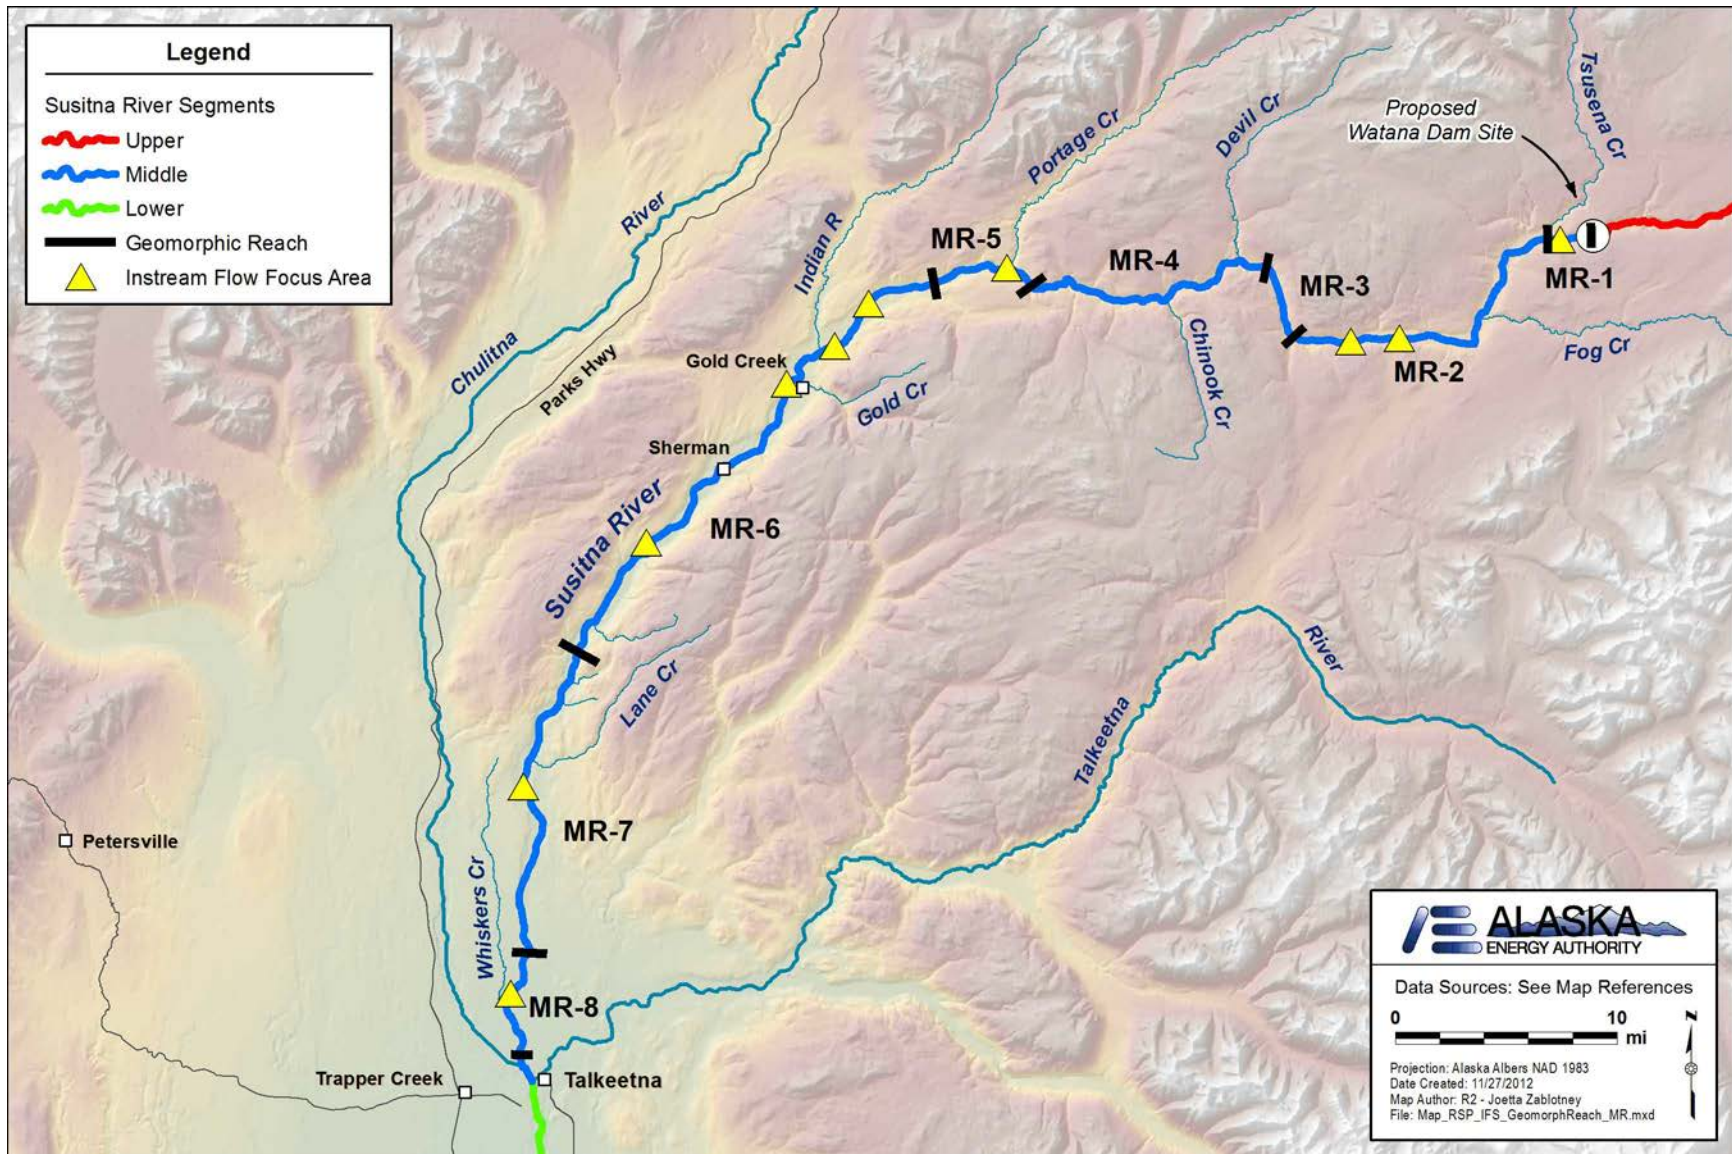 Legend
Susitna River Segments
Upper
Middle
Lower
Geomorphic Reach
Instream Flow Focus Area
River
Chulitna
Parks Hwy
Indian R
Portage Cr
Devil Cr
Tsusena Cr
Proposed
Watana Dam Site
MR-5
MR-4
MR-3
MR-1
MR-2
Fog Cr
Chinook Cr
Gold Creek
Gold Cr
Sherman
Susitna River
MR-6
Lane Cr
River
Talkeetna
Petersville
MR-7
Whiskers Cr
MR-8
Trapper Creek
Talkeetna
ALASKA
ENERGY AUTHORITY
Data Sources: See Map References
0 10
mi
N
Projection: Alaska Albers NAD 1983
Date Created: 11/27/2012
Map Author: R2 - Joetta Zablotney
File: Map_RSP_IFS_GeomorphReach_MR.mxd